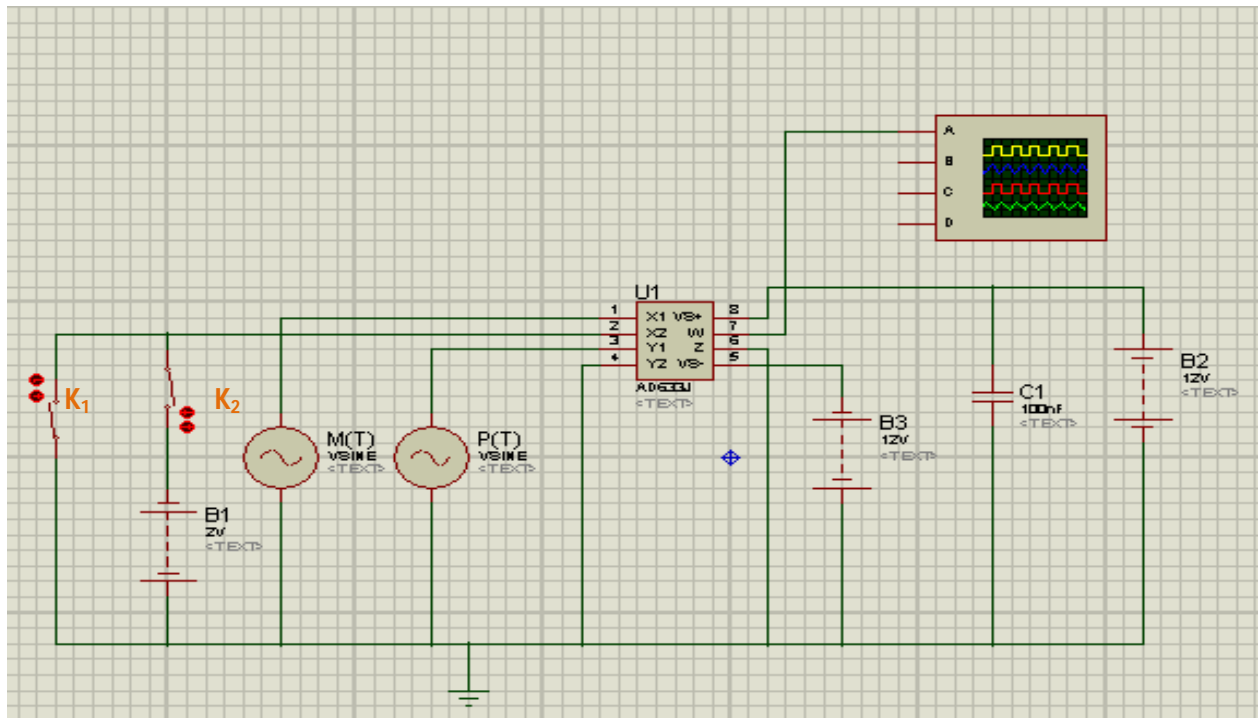 A
B
C
D
U1
1
2
3
4
X1
X2
Y1
Y2
VS+
W
Z
VS-
8
7
6
5
AD633J
<TEXT>
K1
K2
M(T)
VSINE
<TEXT>
P(T)
VSINE
<TEXT>
B1
2V
<TEXT>
B3
12V
<TEXT>
C1
100nF
<TEXT>
B2
12V
<TEXT>